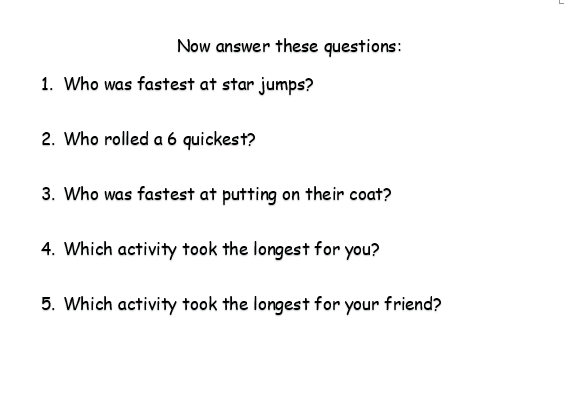 Now answer these questions:
1. Who was fastest at star jumps?
2. Who rolled a 6 quickest?
3. Who was fastest at putting on their coat?
4. Which activity took the longest for you?
5. Which activity took the longest for your friend?